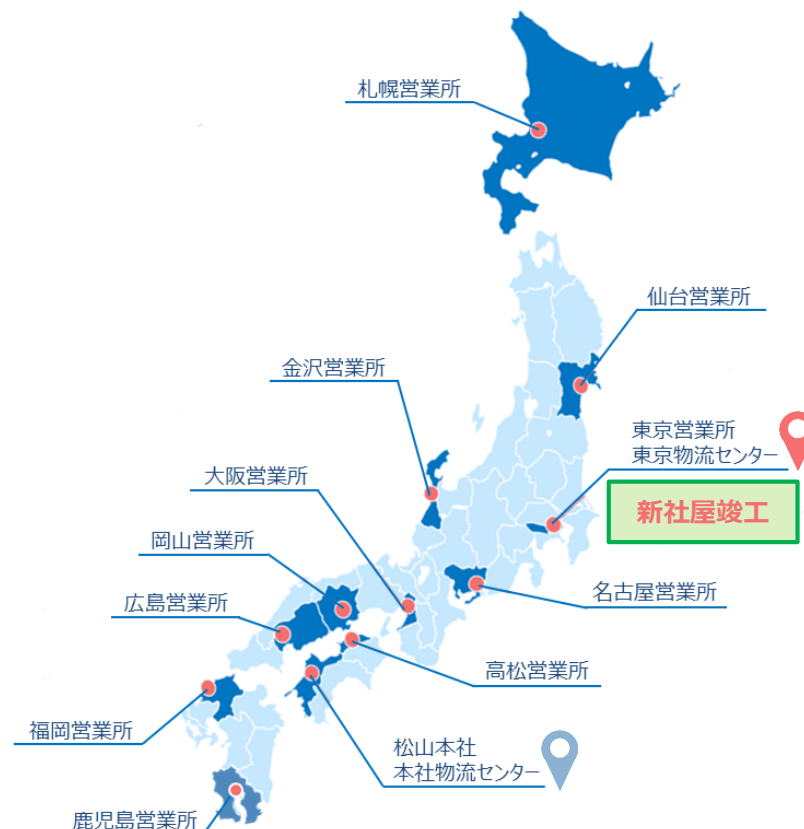 札幌営業所
仙台営業所
金沢営業所
東京営業所
東京物流センター
大阪営業所
新社屋竣工
岡山営業所
広島営業所
名古屋営業所
高松営業所
福岡営業所
松山本社
本社物流センター
鹿児島営業所